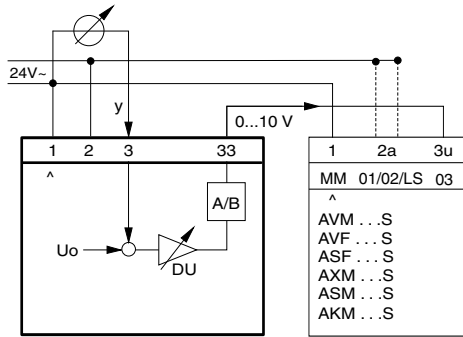 24V~
y
0...10 V
1 2 3 33
^
A/B
Uo
DU
1 2a 3u
MM 01/02/LS 03
^
AVM . . .S
AVF . . .S
ASF . . .S
AXM . . .S
ASM . . .S
AKM . . .S